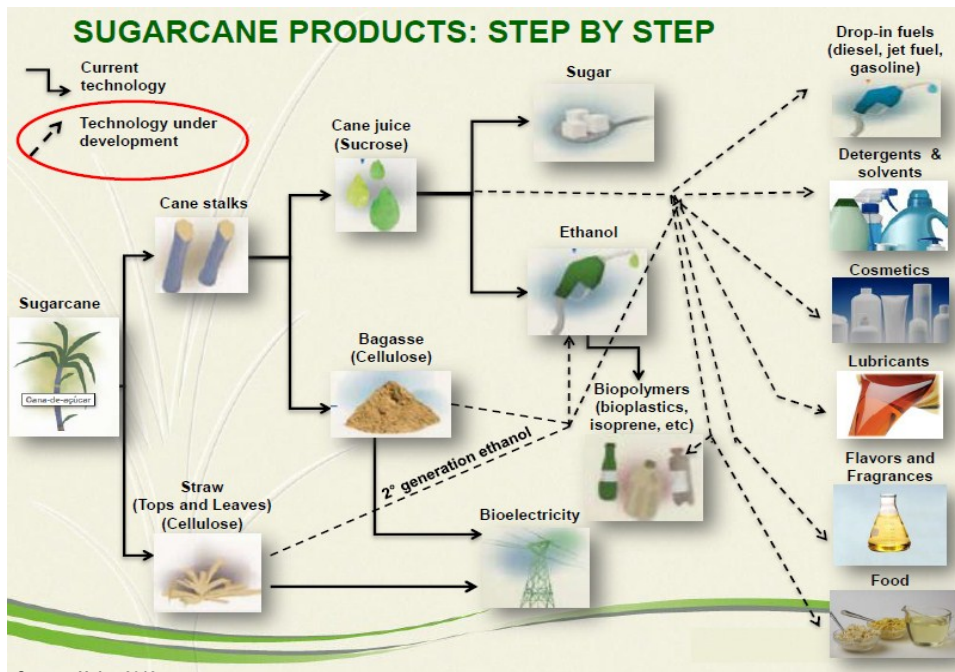 SUGARCANE PRODUCTS: STEP BY STEP
Current
technology
Technology under
development
Sugarcane
Cana-de-açúcar
Cane stalks
Straw
(Tops and Leaves)
(Cellulose)
Cane juice
(Sucrose)
Bagasse
(Cellulose)
2° generation ethanol
Sugar
Ethanol
Biopolymers
(bioplastics,
isoprene, etc)
Bioelectricity
Drop-in fuels
(diesel, jet fuel,
gasoline)
Detergents &
solvents
Cosmetics
Lubricants
Flavors and
Fragrances
Food